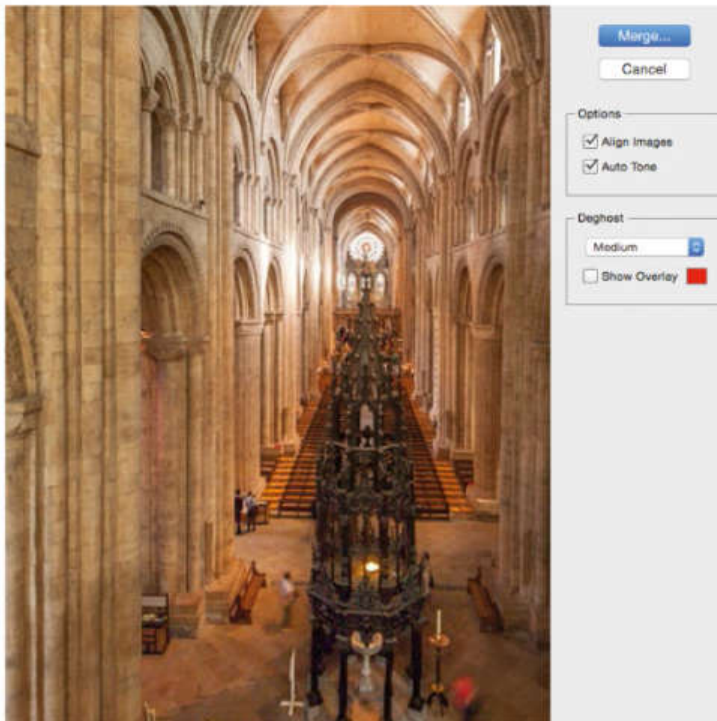 Merge...
Cancel
Options
Align Images
Auto Tone
Deghost
Medium
Show Overlay